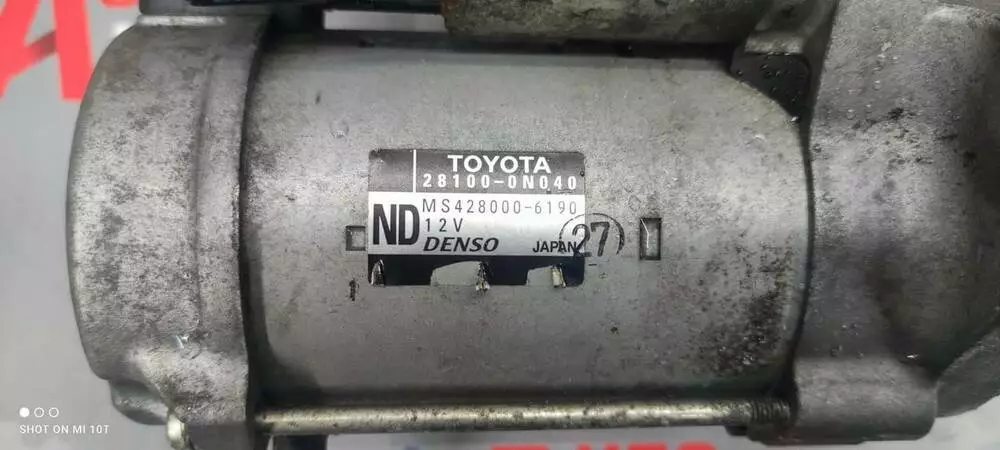 TOYOTA
28100-0N040
ND
MS428000-6190
12V
DENSO JAPAN 27
SHOT ON MI 10T